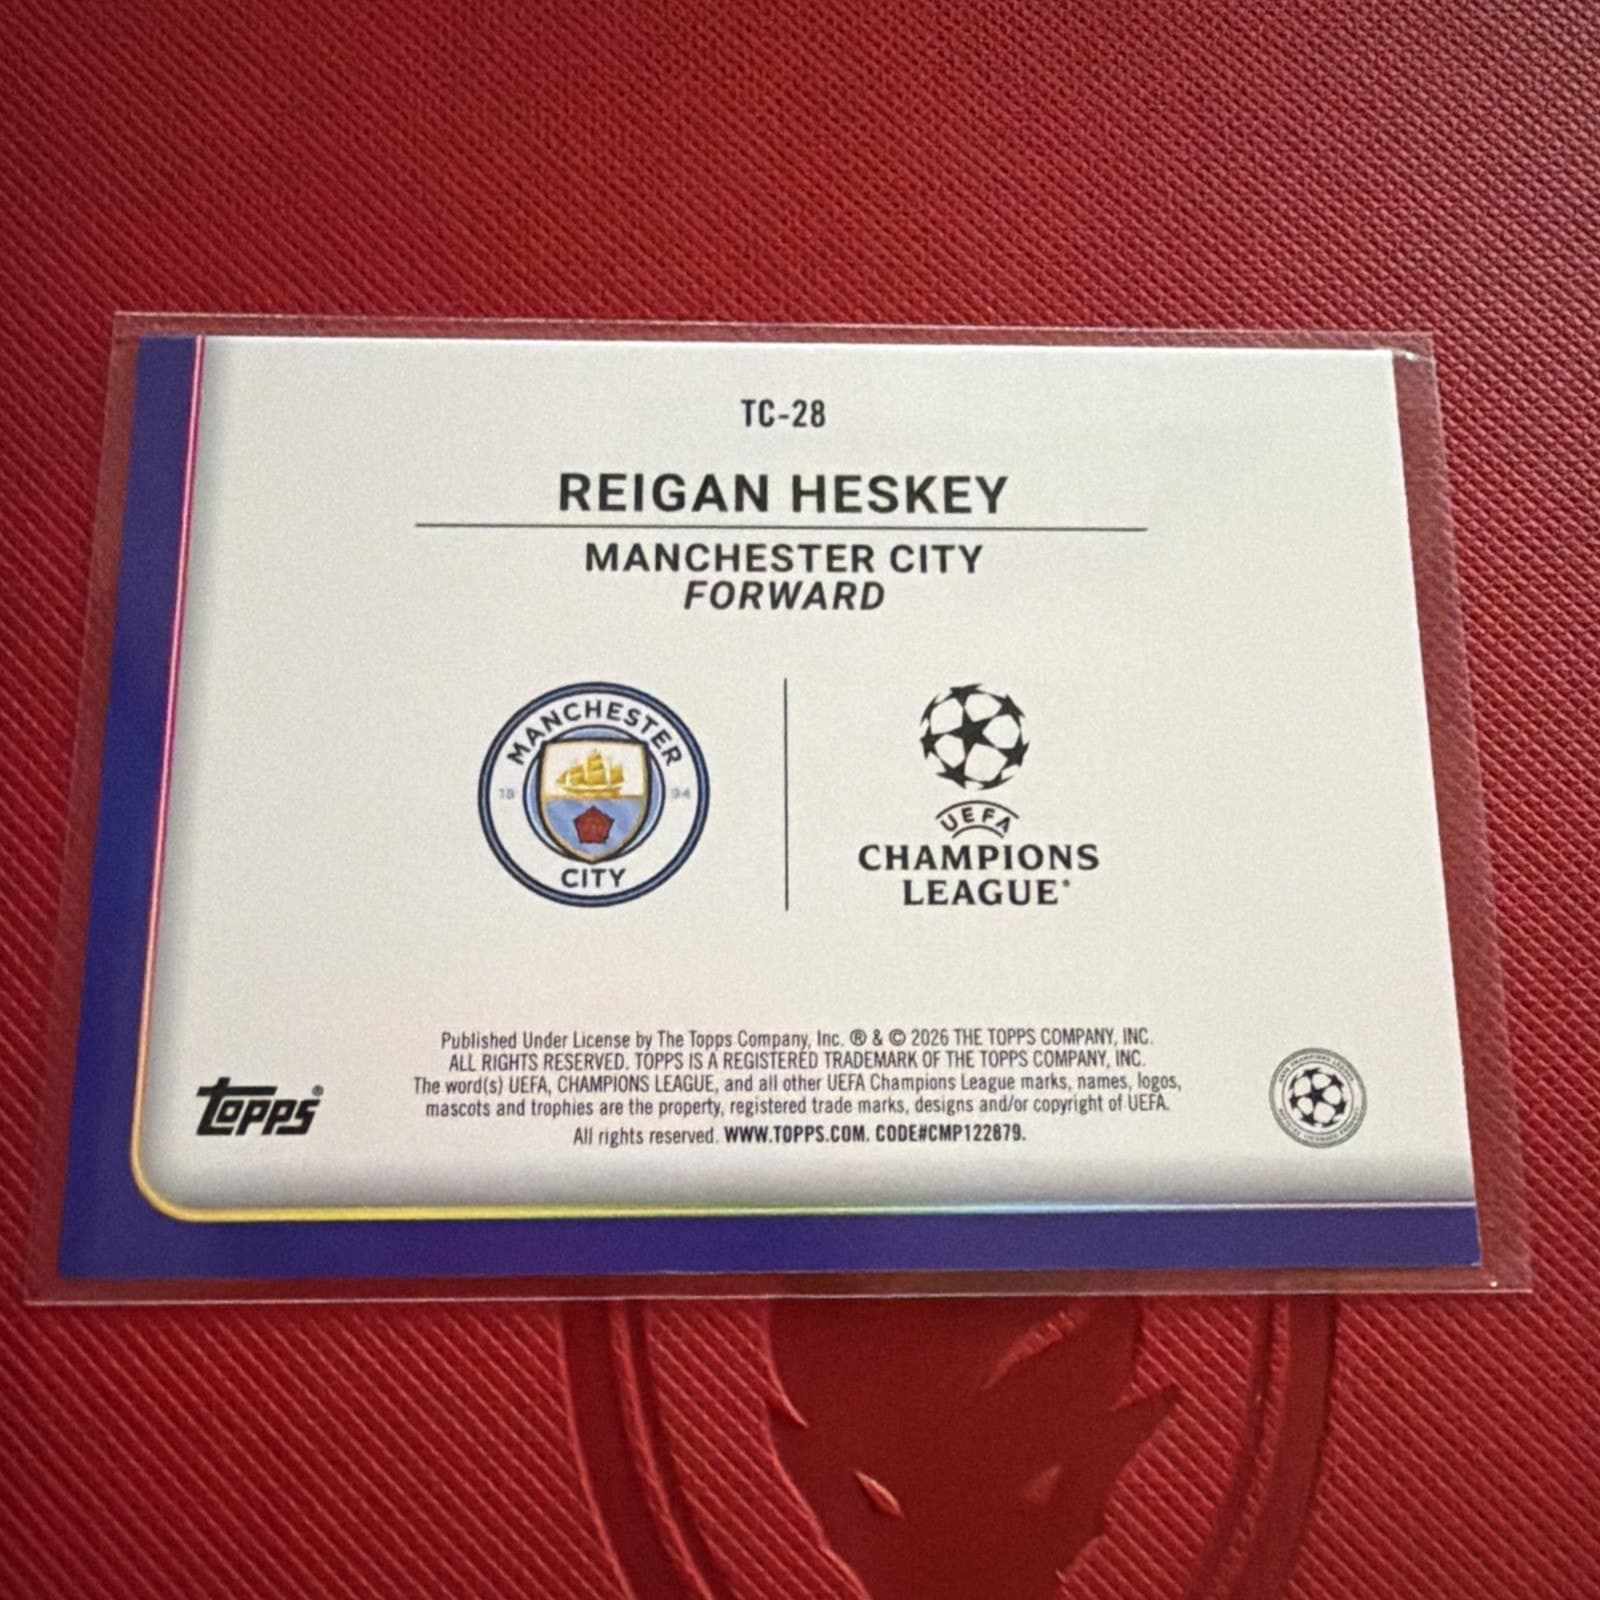 TC-28
REIGAN HESKEY
MANCHESTER CITY
FORWARD
MANCHESTER
18 94
CITY
UEFA
CHAMPIONS
LEAGUE®
Published Under License by The Topps Company, Inc. ® & © 2026 THE TOPPS COMPANY, INC.
ALL RIGHTS RESERVED. TOPPS IS A REGISTERED TRADEMARK OF THE TOPPS COMPANY, INC.
The word(s) UEFA, CHAMPIONS LEAGUE, and all other UEFA Champions League marks, names, logos,
mascots and trophies are the property, registered trade marks, designs and/or copyright of UEFA.
All rights reserved. WWW.TOPPS.COM. CODE#CMP122879.
topps®